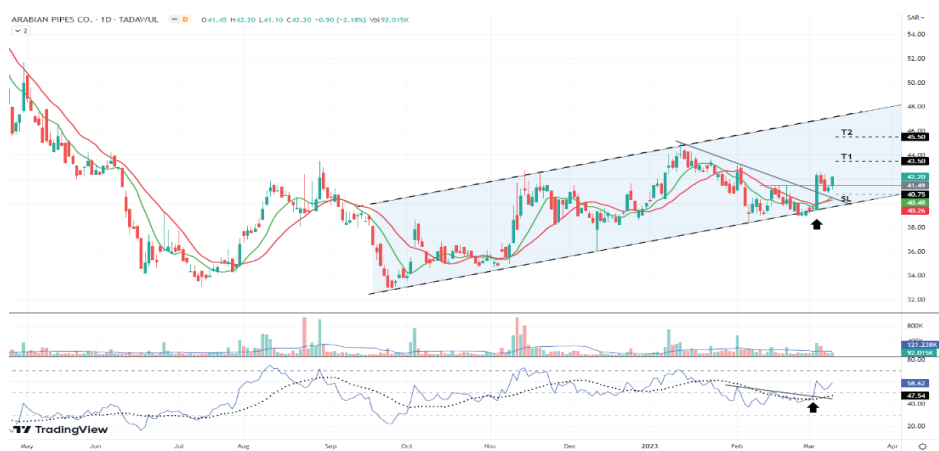 ARABIAN PIPES CO. · 1D · TADAWUL D O41.45 H42.20 L41.10 C42.20 -0.90 (-2.18%) Vol92.015K
SAR
2
54.00
52.00
50.00
48.00
46.00
T2
45.50
44.00
T1
43.50
42.20
41.49
40.75
SL
40.48
40.26
38.00
36.00
34.00
32.00
800K
121.238K
92.015K
80.00
58.62
47.54
40.00
20.00
TradingView
May Jun Jul Aug Sep Oct Nov Dec 2023 Feb Mar Apr